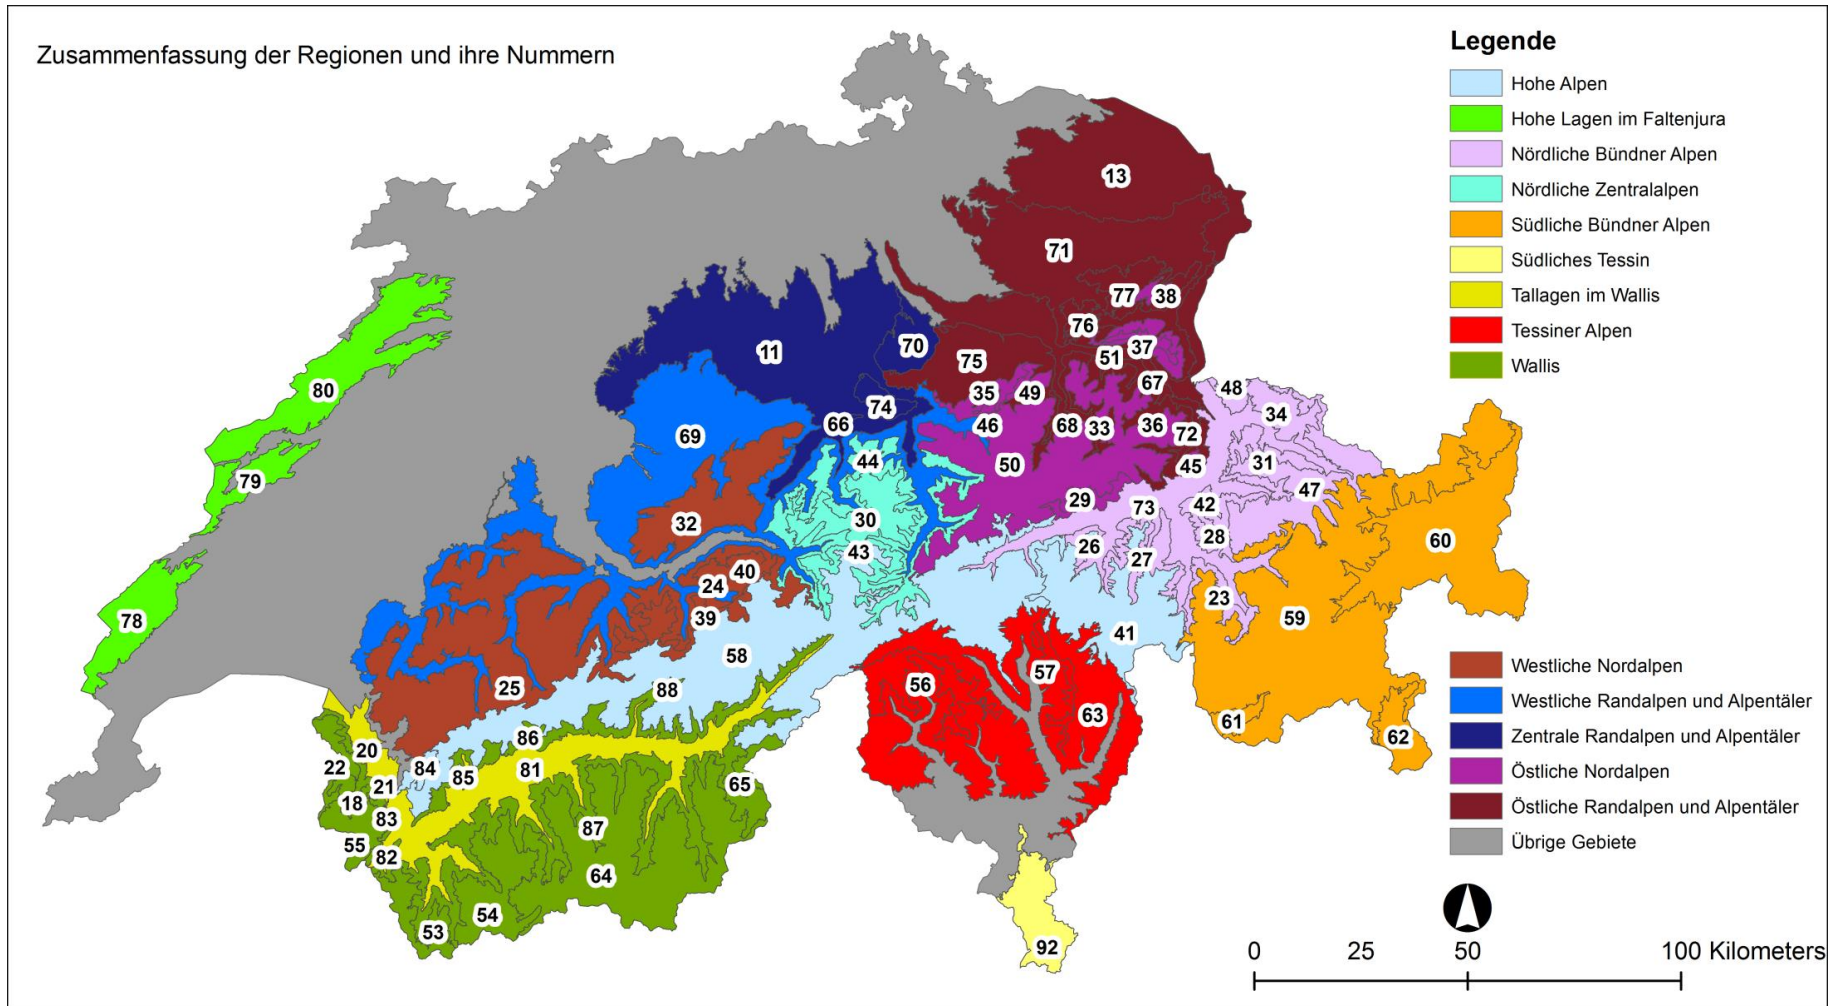 Zusammenfassung der Regionen und ihre Nummern
Legende
Hohe Alpen
Hohe Lagen im Faltenjura
Nördliche Bündner Alpen
Nördliche Zentralalpen
Südliche Bündner Alpen
Südliches Tessin
Tallagen im Wallis
Tessiner Alpen
Wallis
Westliche Nordalpen
Westliche Randalpen und Alpentäler
Zentrale Randalpen und Alpentäler
Östliche Nordalpen
Östliche Randalpen und Alpentäler
Übrige Gebiete
13
71
77 38
76
11 70 37
75 51
67
80 35 49 48
74 34
66 46 68 33 36 72
69
44 50 31
45
79 47
29 42
32 30 73
28 60
43 26
27
40
24 23
39 59
78 41
58
57
25 88 56
63
61
86 62
20
22 84 85 81 65
21
18
83 87
55
82
64
54
53
92
0 25 50 100 Kilometers